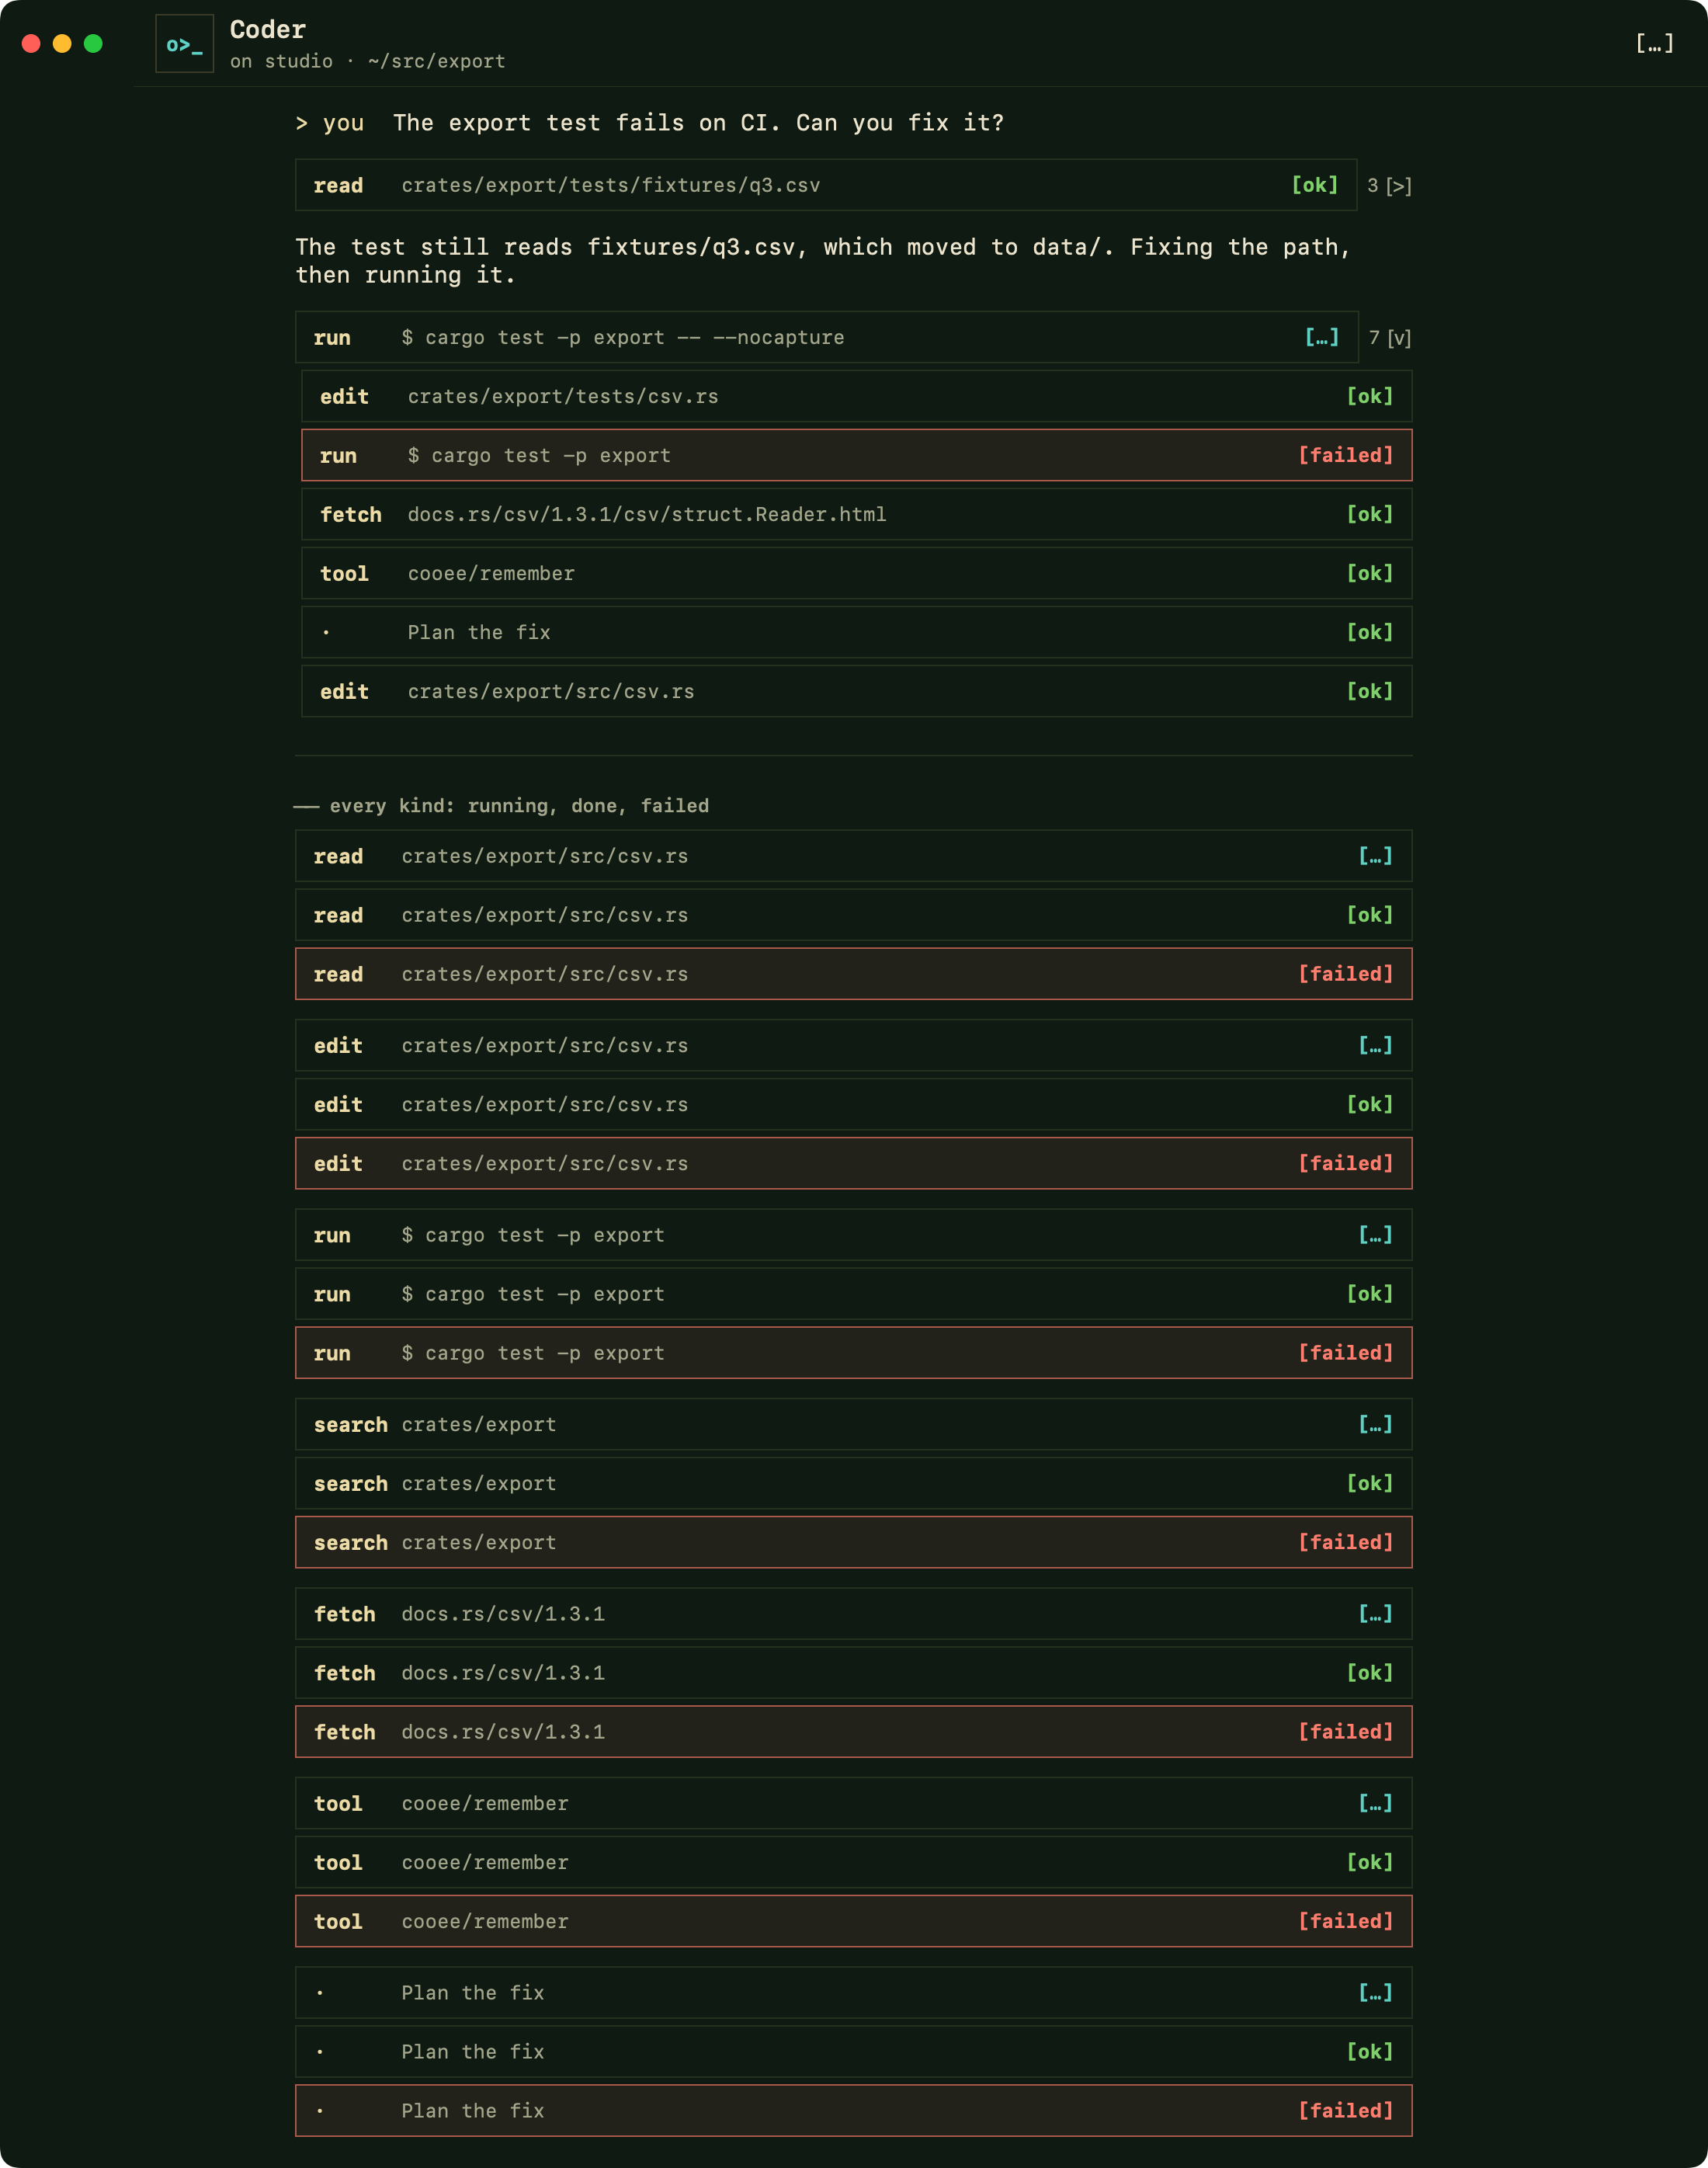 o>_
Coder
on studio · ~/src/export
[…]
> you The export test fails on CI. Can you fix it?
read crates/export/tests/fixtures/q3.csv [ok] 3 [>]
The test still reads fixtures/q3.csv, which moved to data/. Fixing the path,
then running it.
run $ cargo test -p export -- --nocapture […] 7 [v]
edit crates/export/tests/csv.rs [ok]
run $ cargo test -p export [failed]
fetch docs.rs/csv/1.3.1/csv/struct.Reader.html [ok]
tool cooee/remember [ok]
· Plan the fix [ok]
edit crates/export/src/csv.rs [ok]
—— every kind: running, done, failed
read crates/export/src/csv.rs […]
read crates/export/src/csv.rs [ok]
read crates/export/src/csv.rs [failed]
edit crates/export/src/csv.rs […]
edit crates/export/src/csv.rs [ok]
edit crates/export/src/csv.rs [failed]
run $ cargo test -p export […]
run $ cargo test -p export [ok]
run $ cargo test -p export [failed]
search crates/export […]
search crates/export [ok]
search crates/export [failed]
fetch docs.rs/csv/1.3.1 […]
fetch docs.rs/csv/1.3.1 [ok]
fetch docs.rs/csv/1.3.1 [failed]
tool cooee/remember […]
tool cooee/remember [ok]
tool cooee/remember [failed]
· Plan the fix […]
· Plan the fix [ok]
· Plan the fix [failed]